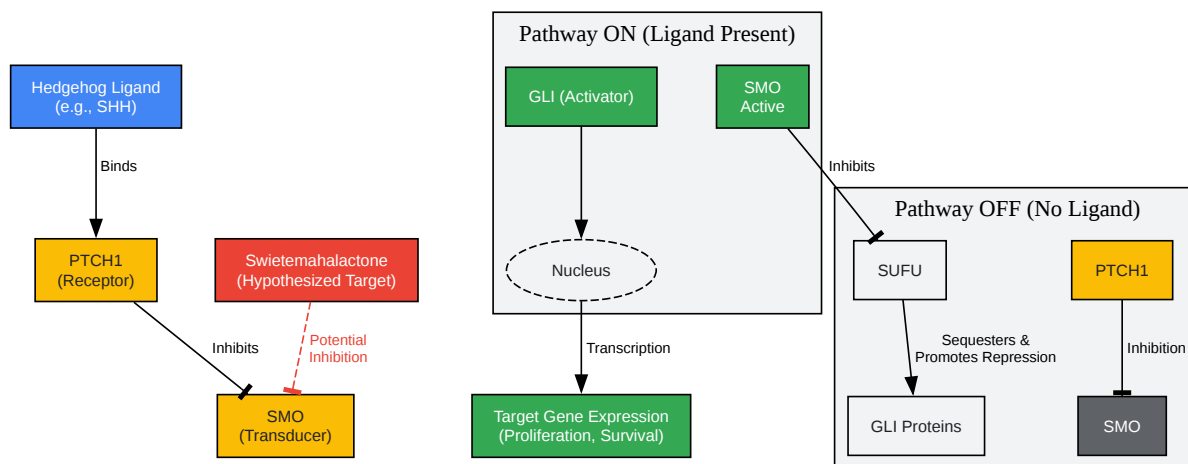 Pathway ON (Ligand Present)
Hedgehog Ligand
(e.g., SHH)
GLI (Activator)
SMO
Active
Binds
Inhibits
Pathway OFF (No Ligand)
PTCH1
(Receptor)
Swietemahalactone
(Hypothesized Target)
Nucleus
SUFU
PTCH1
Inhibits
Potential
Inhibition
Transcription
Sequesters &
Promotes Repression
Inhibition
SMO
(Transducer)
Target Gene Expression
(Proliferation, Survival)
GLI Proteins
SMO